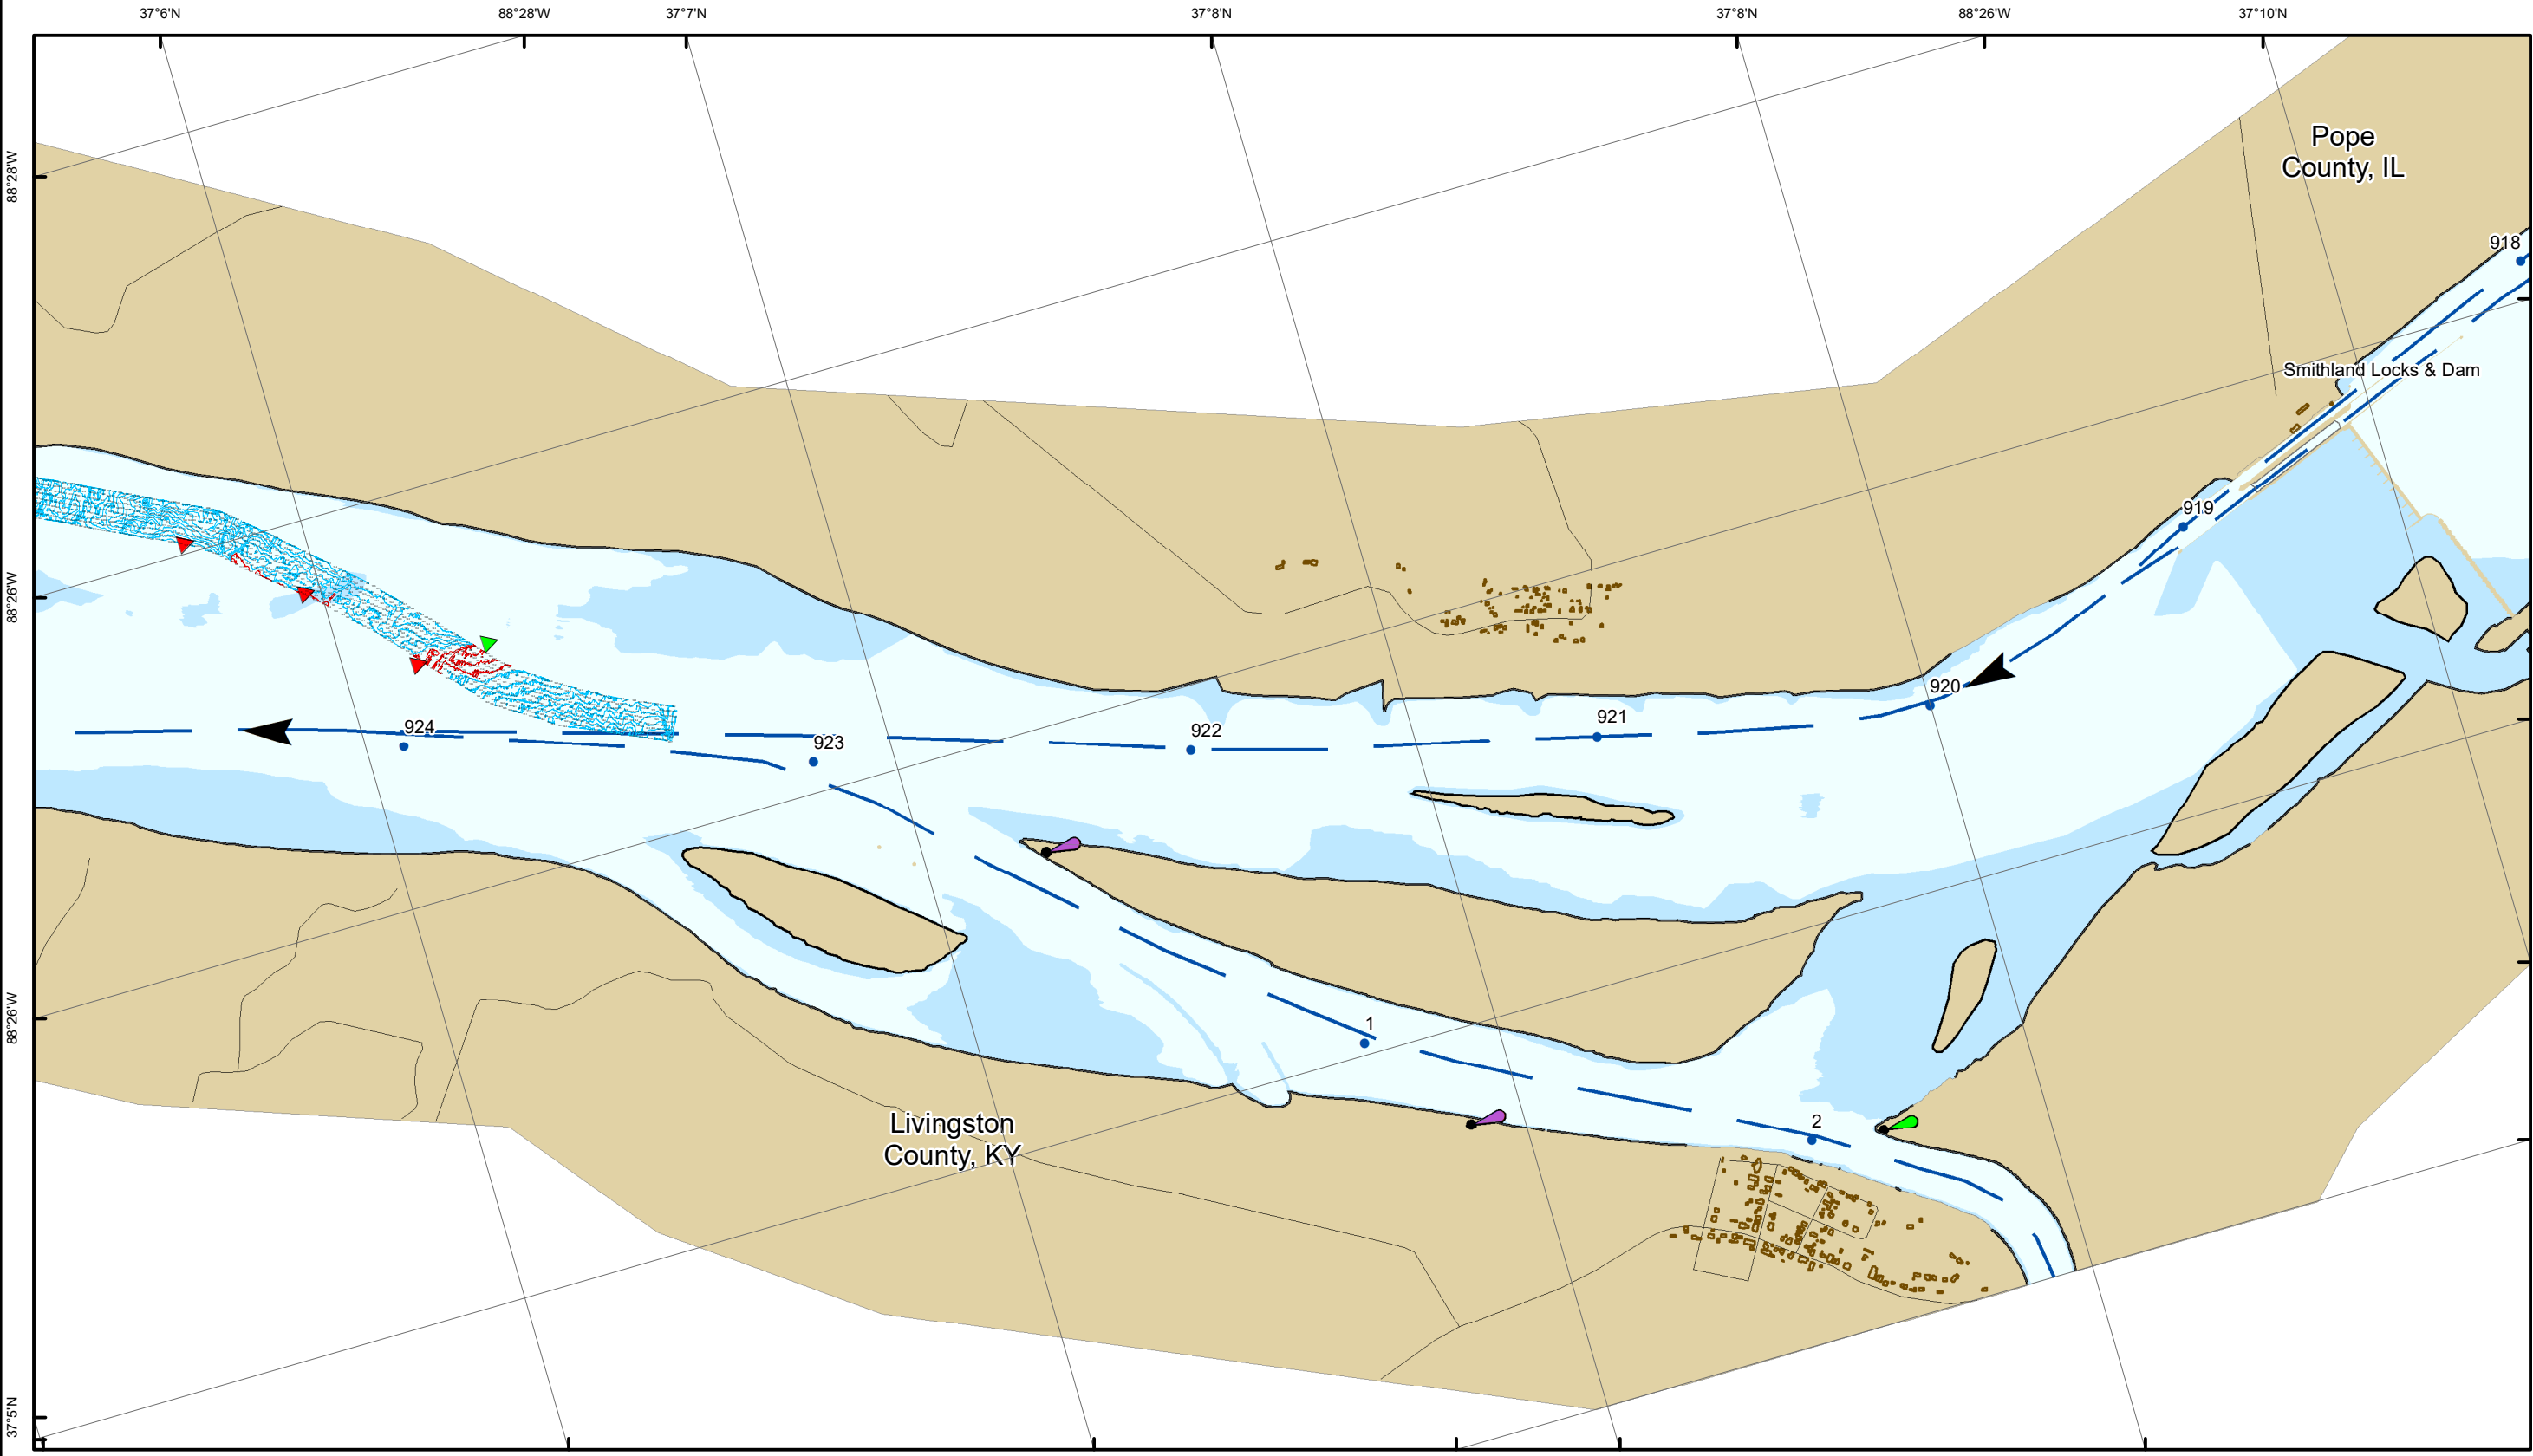 37°6'N
88°28'W
37°7'N
37°8'N
37°8'N
88°26'W
37°10'N
88°28'W
88°26'W
88°26'W
37°5'N
Pope
County, IL
918
Smithland Locks & Dam
919
920
921
922
923
924
1
2
Livingston
County, KY